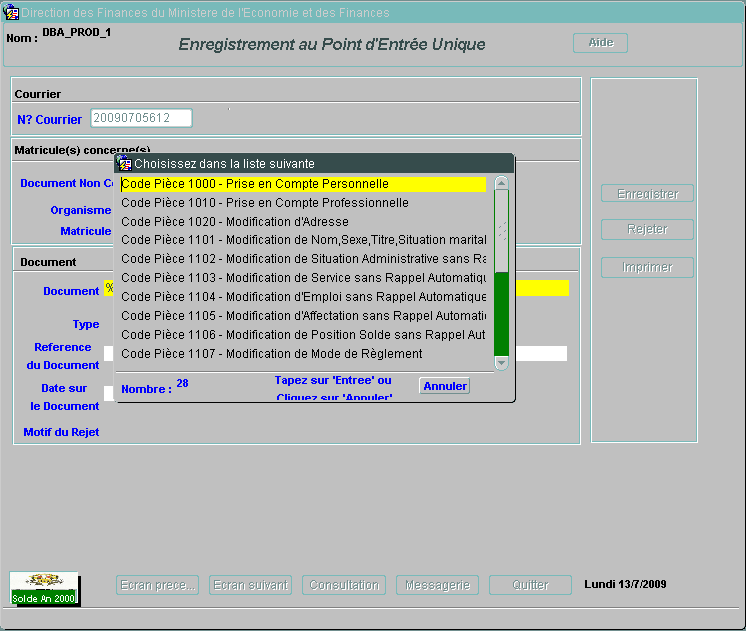 Direction des Finances du Ministere de l'Economie et des Finances
Nom : DBA_PROD_1
Enregistrement au Point d'Entrée Unique
Aide
Courrier
N? Courrier 20090705612
Matricule(s) concerne(s)
Choisissez dans la liste suivante
Document Non C
Organisme
Matricule
Code Pièce 1000 - Prise en Compte Personnelle
Code Pièce 1010 - Prise en Compte Professionnelle
Code Pièce 1020 - Modification d'Adresse
Code Pièce 1101 - Modification de Nom,Sexe,Titre,Situation marital
Code Pièce 1102 - Modification de Situation Administrative sans Ra
Code Pièce 1103 - Modification de Service sans Rappel Automatiqu
Code Pièce 1104 - Modification d'Emploi sans Rappel Automatique
Code Pièce 1105 - Modification d'Affectation sans Rappel Automati
Code Pièce 1106 - Modification de Position Solde sans Rappel Aut
Code Pièce 1107 - Modification de Mode de Règlement
Nombre : 28
Tapez sur 'Entree' ou
Cliquez sur 'Annuler'
Annuler
Document
Document %
Type
Reference
du Document
Date sur
le Document
Motif du Rejet
Enregistrer
Rejeter
Imprimer
Solde An 2000
Ecran prece...
Ecran suivant
Consultation
Messagerie
Quitter
Lundi 13/7/2009